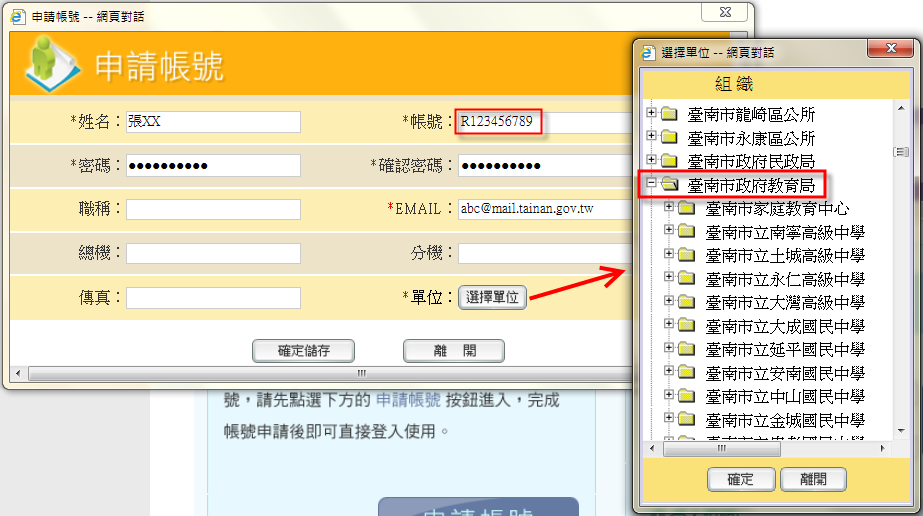 申請帳號 -- 網頁對話
申請帳號
*姓名：張XX
*帳號：R123456789
*密碼：●●●●●●●●●●
*確認密碼：●●●●●●●●●●
職稱：
*EMAIL：abc@mail.tainan.gov.tw
總機：
分機：
傳真：
*單位：選擇單位
確定儲存
離 開
號，請先點選下方的 申請帳號 按鈕進入，完成
帳號申請後即可直接登入使用。
申請帳號
選擇單位 -- 網頁對話
組織
臺南市龍崎區公所
臺南市永康區公所
臺南市政府民政局
臺南市政府教育局
臺南市家庭教育中心
臺南市立南寧高級中學
臺南市立土城高級中學
臺南市立永仁高級中學
臺南市立大灣高級中學
臺南市立大成國民中學
臺南市立延平國民中學
臺南市立安南國民中學
臺南市立中山國民中學
臺南市立金城國民中學
確定
離開